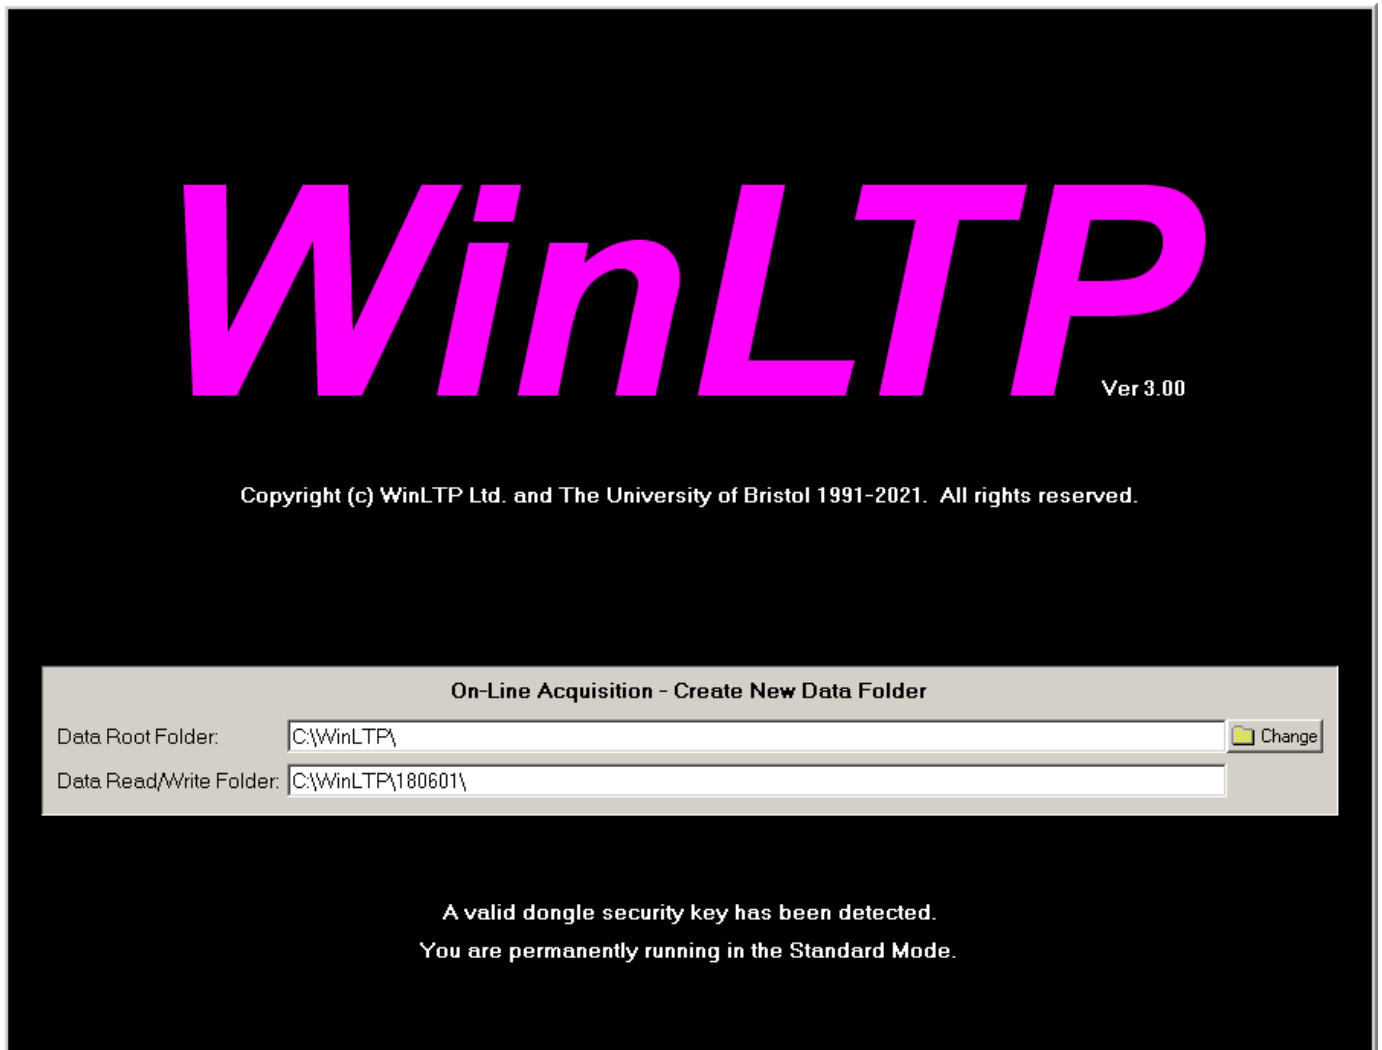 WinLTP
Ver 3.00
Copyright (c) WinLTP Ltd. and The University of Bristol 1991-2021.  All rights reserved.
On-Line Acquisition - Create New Data Folder
Data Root Folder: C:\WinLTP\ Change
Data Read/Write Folder: C:\WinLTP\180601\
A valid dongle security key has been detected.
You are permanently running in the Standard Mode.